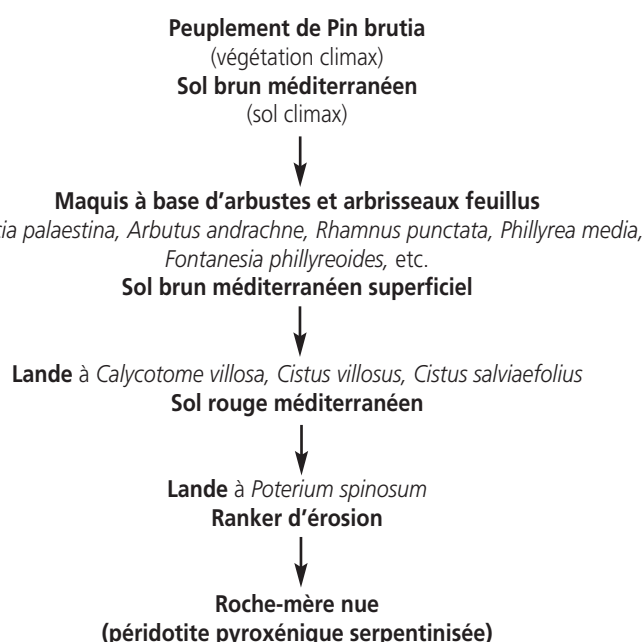 Peuplement de Pin brutia
(végétation climax)
Sol brun méditerranéen
(sol climax)
Maquis à base d'arbustes et arbrisseaux feuillus
palaestina, Arbutus andrachne, Rhamnus punctata, Phillyrea media,
Fontanesia phillyreoides, etc.
Sol brun méditerranéen superficiel
Lande à Calycotome villosa, Cistus villosus, Cistus salviaefolius
Sol rouge méditerranéen
Lande à Poterium spinosum
Ranker d'érosion
Roche-mère nue
(péridotite pyroxénique serpentinisée)